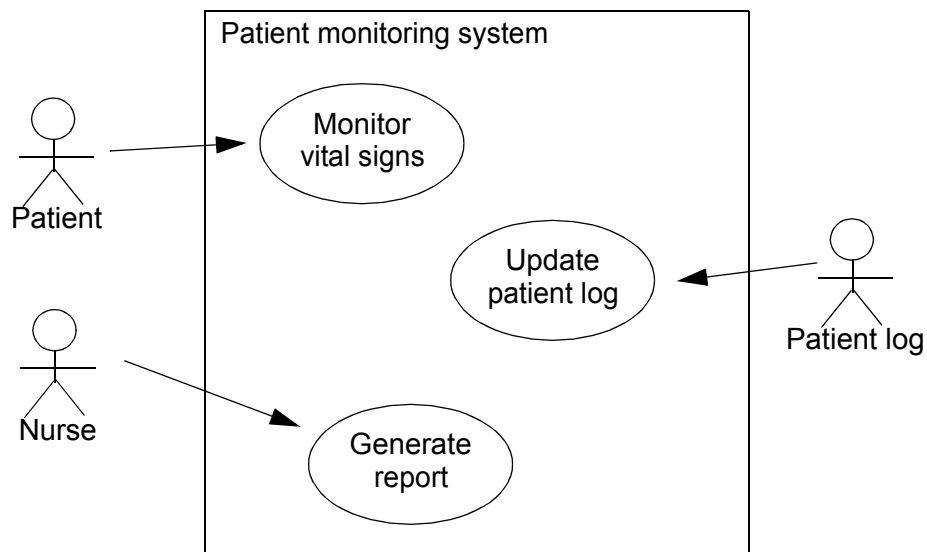 Patient monitoring system
Monitor
vital signs
Patient
Update
patient log
Patient log
Nurse
Generate
report